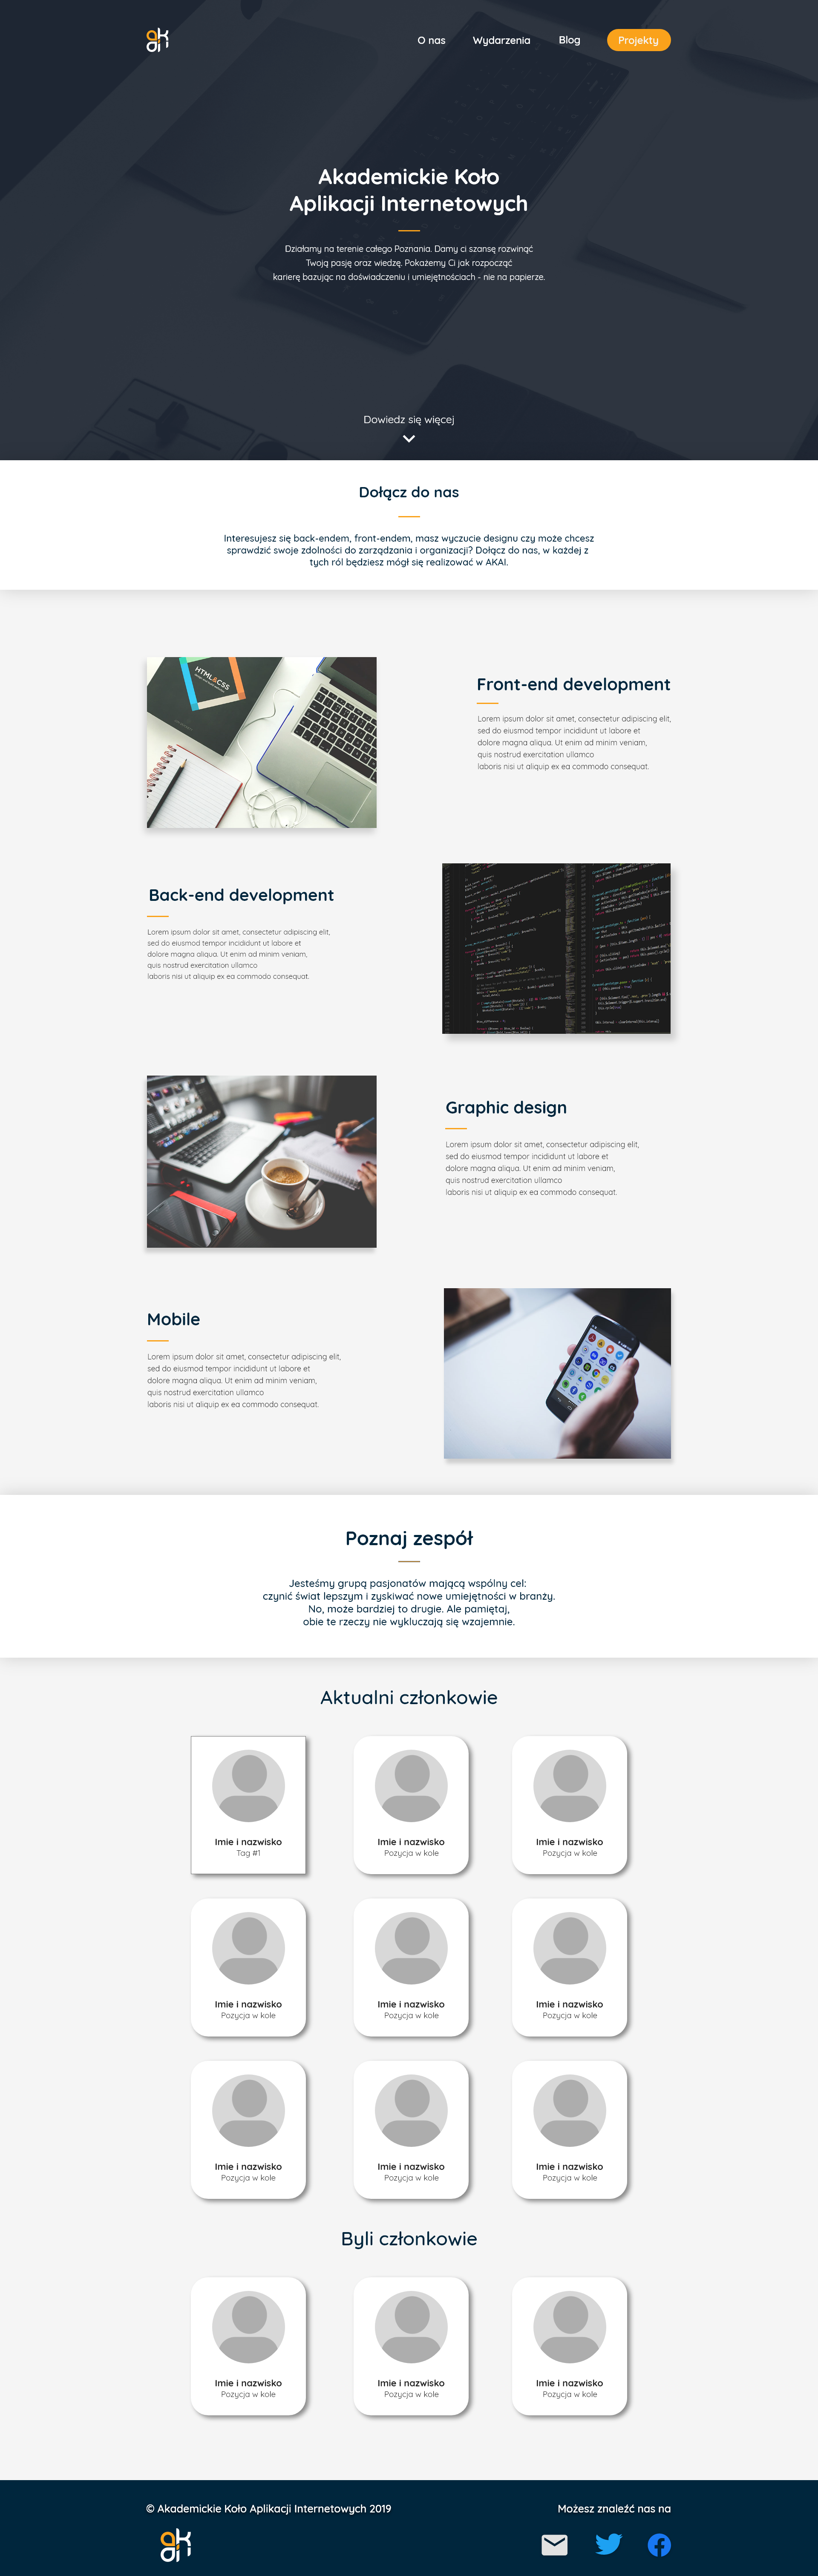 akai
O nas
Wydarzenia
Blog
Projekty
Akademickie Koło
Aplikacji Internetowych
Działamy na terenie całego Poznania. Damy ci szansę rozwinąć
Twoją pasję oraz wiedzę. Pokażemy Ci jak rozpocząć
karierę bazując na doświadczeniu i umiejętnościach - nie na papierze.
Dowiedz się więcej
Dołącz do nas
Interesujesz się back-endem, front-endem, masz wyczucie designu czy może chcesz
sprawdzić swoje zdolności do zarządzania i organizacji? Dołącz do nas, w każdej z
tych ról będziesz mógł się realizować w AKAI.
HTML&CSS
Front-end development
Lorem ipsum dolor sit amet, consectetur adipiscing elit,
sed do eiusmod tempor incididunt ut labore et
dolore magna aliqua. Ut enim ad minim veniam,
quis nostrud exercitation ullamco
laboris nisi ut aliquip ex ea commodo consequat.
Back-end development
Lorem ipsum dolor sit amet, consectetur adipiscing elit,
sed do eiusmod tempor incididunt ut labore et
dolore magna aliqua. Ut enim ad minim veniam,
quis nostrud exercitation ullamco
laboris nisi ut aliquip ex ea commodo consequat.
Graphic design
Lorem ipsum dolor sit amet, consectetur adipiscing elit,
sed do eiusmod tempor incididunt ut labore et
dolore magna aliqua. Ut enim ad minim veniam,
quis nostrud exercitation ullamco
laboris nisi ut aliquip ex ea commodo consequat.
Mobile
Lorem ipsum dolor sit amet, consectetur adipiscing elit,
sed do eiusmod tempor incididunt ut labore et
dolore magna aliqua. Ut enim ad minim veniam,
quis nostrud exercitation ullamco
laboris nisi ut aliquip ex ea commodo consequat.
Poznaj zespół
Jesteśmy grupą pasjonatów mającą wspólny cel:
czynić świat lepszym i zyskiwać nowe umiejętności w branży.
No, może bardziej to drugie. Ale pamiętaj,
obie te rzeczy nie wykluczają się wzajemnie.
Aktualni członkowie
Imie i nazwisko
Tag #1
Imie i nazwisko
Pozycja w kole
Imie i nazwisko
Pozycja w kole
Imie i nazwisko
Pozycja w kole
Imie i nazwisko
Pozycja w kole
Imie i nazwisko
Pozycja w kole
Imie i nazwisko
Pozycja w kole
Imie i nazwisko
Pozycja w kole
Imie i nazwisko
Pozycja w kole
Byli członkowie
Imie i nazwisko
Pozycja w kole
Imie i nazwisko
Pozycja w kole
Imie i nazwisko
Pozycja w kole
© Akademickie Koło Aplikacji Internetowych 2019
Możesz znaleźć nas na
akai